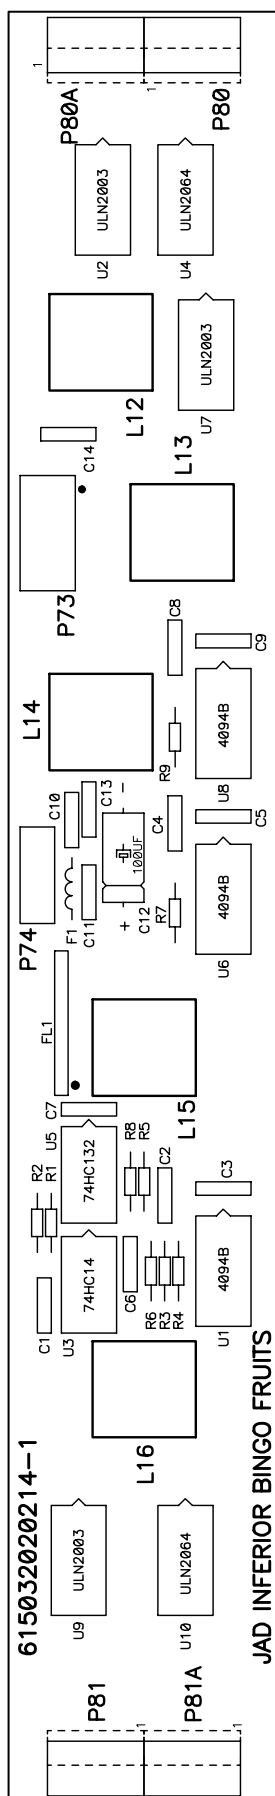 1
1
P80A
P80
ULN2003
ULN2064
U2
U4
ULN2003
U7
L12
L13
C14
P73
L14
C8
C9
4094B
U8
R9
C10
C13
-
100UF
+
C12
C4
C5
4094B
U6
R7
F1
C11
P74
FL1
L15
C7
U5
74HC132
R8
R5
C2
C3
R2
R1
74HC14
U3
C1
C6
R6
R3
R4
4094B
U1
L16
615032020214-1
JAD INFERIOR BINGO FRUITS
ULN2003
U9
ULN2064
U10
P81
P81A
1
1